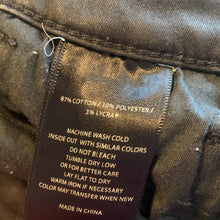 87% COTTON / 10% POLYESTER /
3% LYCRA®
MACHINE WASH COLD
INSIDE OUT WITH SIMILAR COLORS
DO NOT BLEACH
TUMBLE DRY LOW
OR FOR BETTER CARE
LAY FLAT TO DRY
WARM IRON IF NECESSARY
COLOR MAY TRANSFER WHEN NEW
MADE IN CHINA